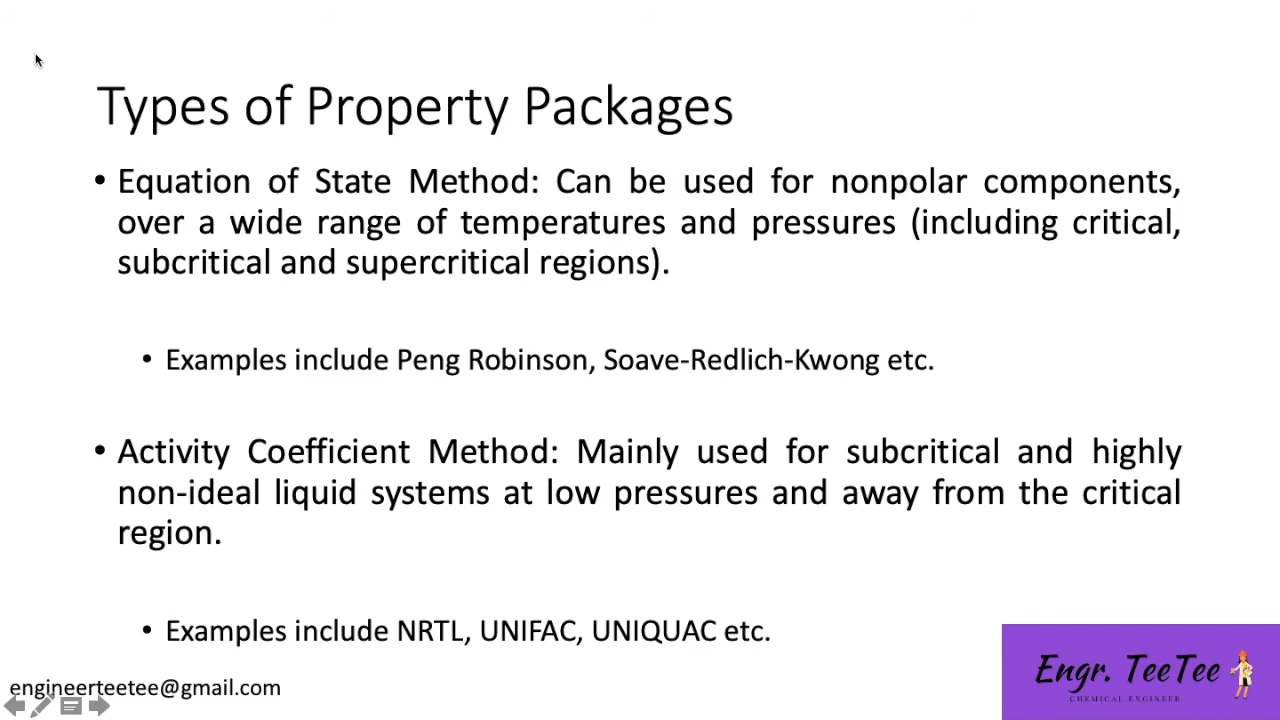 Types of Property Packages
• Equation of State Method: Can be used for nonpolar components,
over a wide range of temperatures and pressures (including critical,
subcritical and supercritical regions).
• Examples include Peng Robinson, Soave-Redlich-Kwong etc.
• Activity Coefficient Method: Mainly used for subcritical and highly
non-ideal liquid systems at low pressures and away from the critical
region.
• Examples include NRTL, UNIFAC, UNIQUAC etc.
engineerteetee@gmail.com
Engr. TeeTee
CHEMICAL ENGINEER